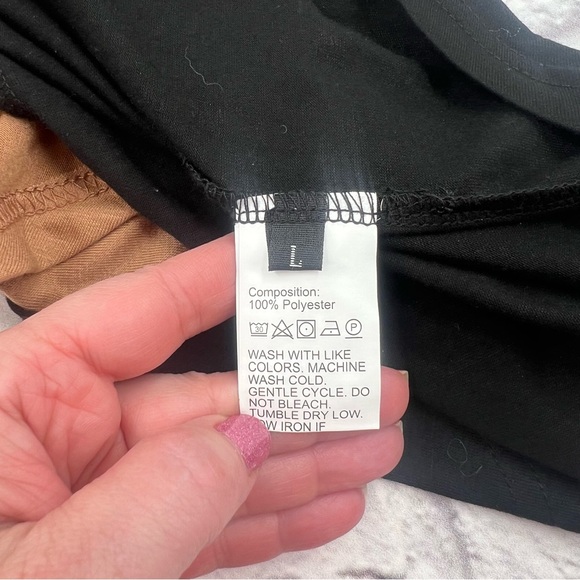 Composition:
100% Polyester
30 P
WASH WITH LIKE
COLORS, MACHINE
WASH COLD.
GENTLE CYCLE. DO
NOT BLEACH.
TUMBLE DRY LOW.
IRON IF